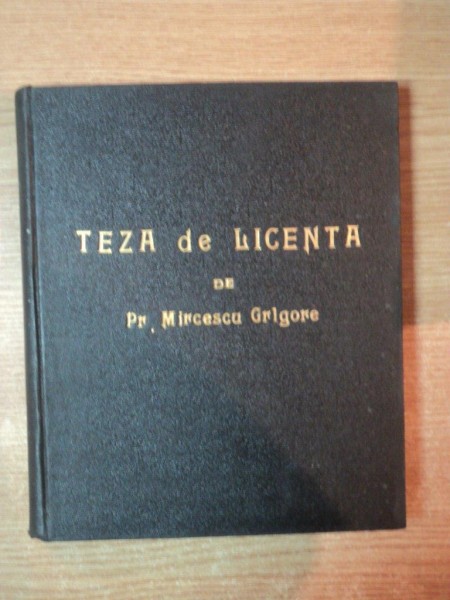 TEZA de LICENTA
DE
Pr. Mircescu Grigore